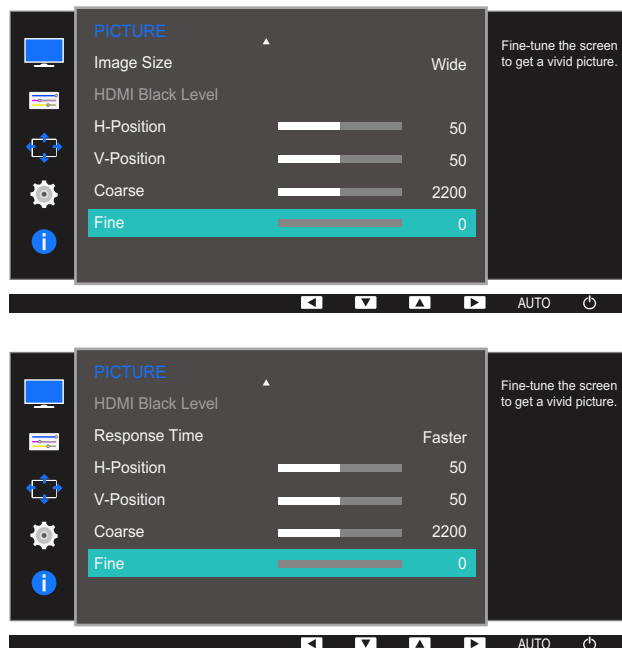 PICTURE
Image Size Wide
HDMI Black Level
H-Position 50
V-Position 50
Coarse 2200
Fine 0
Fine-tune the screen
to get a vivid picture.
AUTO
PICTURE
HDMI Black Level
Response Time Faster
H-Position 50
V-Position 50
Coarse 2200
Fine 0
Fine-tune the screen
to get a vivid picture.
AUTO